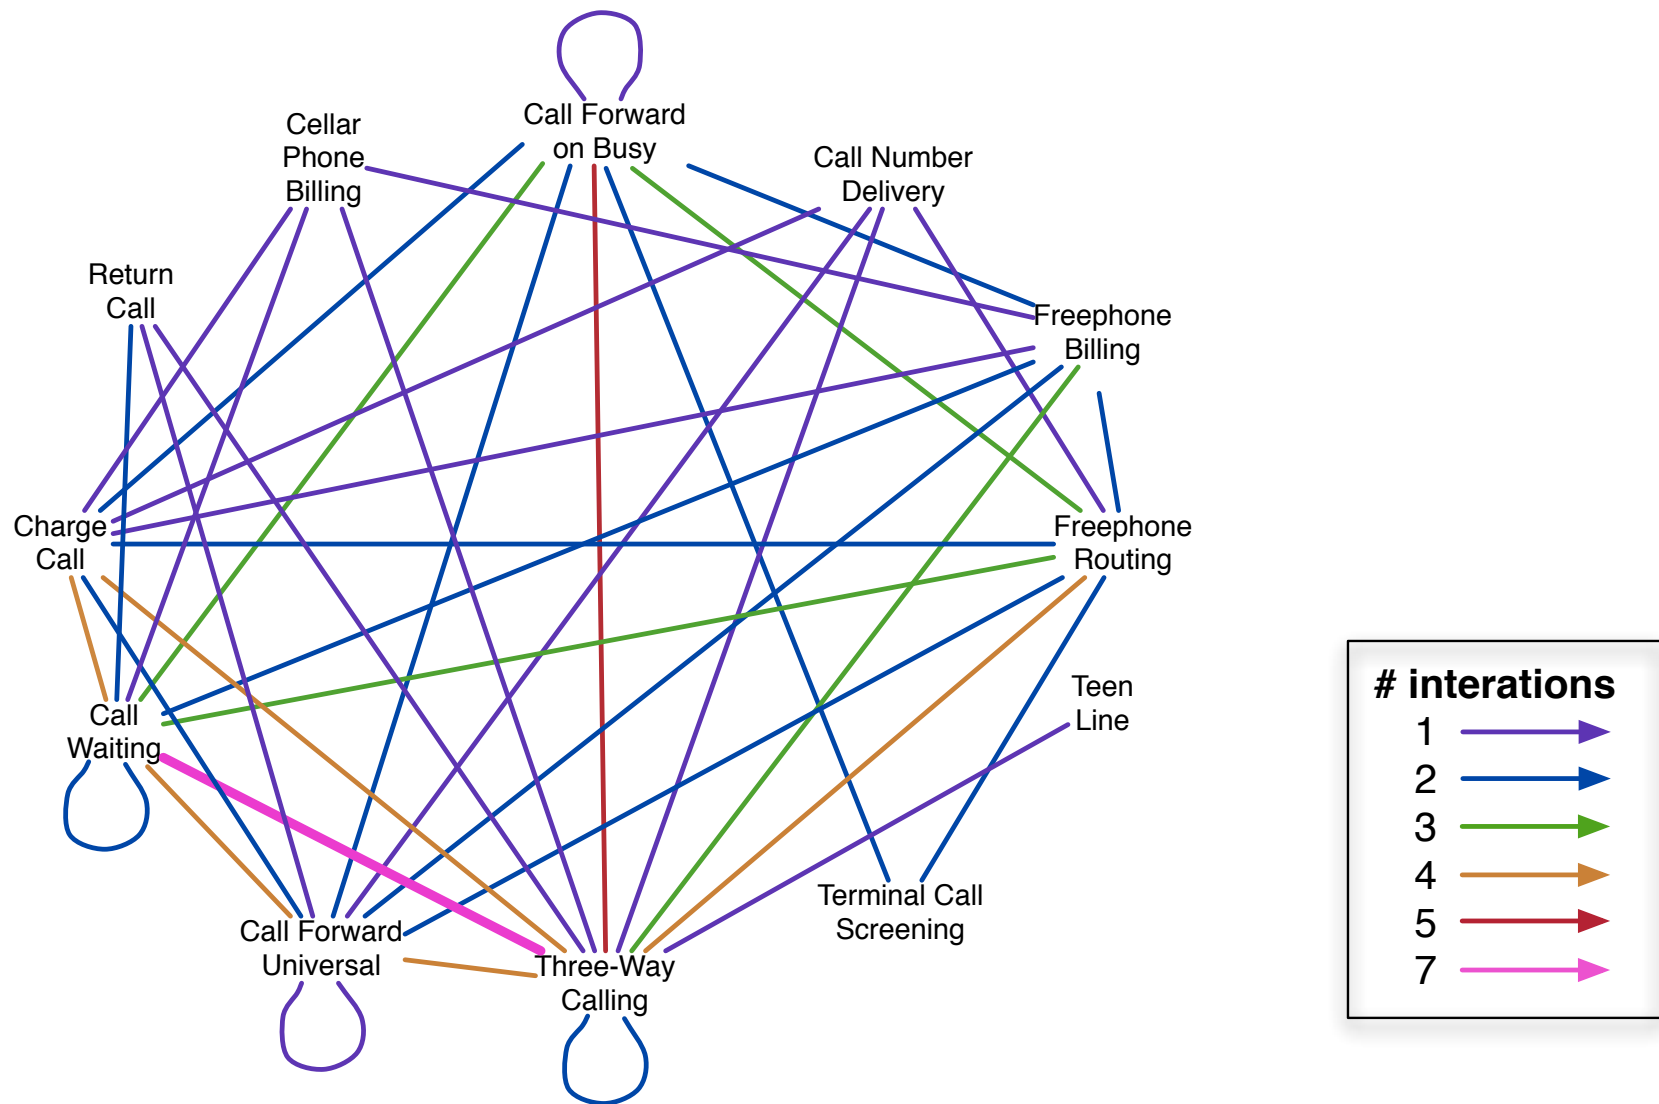 Call Forward
on Busy
Cellar
Phone
Billing
Call Number
Delivery
Return
Call
Freephone
Billing
Charge
Call
Freephone
Routing
Call
Waiting
Teen
Line
Terminal Call
Screening
Call Forward
Universal
Three-Way
Calling
# interations
1
2
3
4
5
7